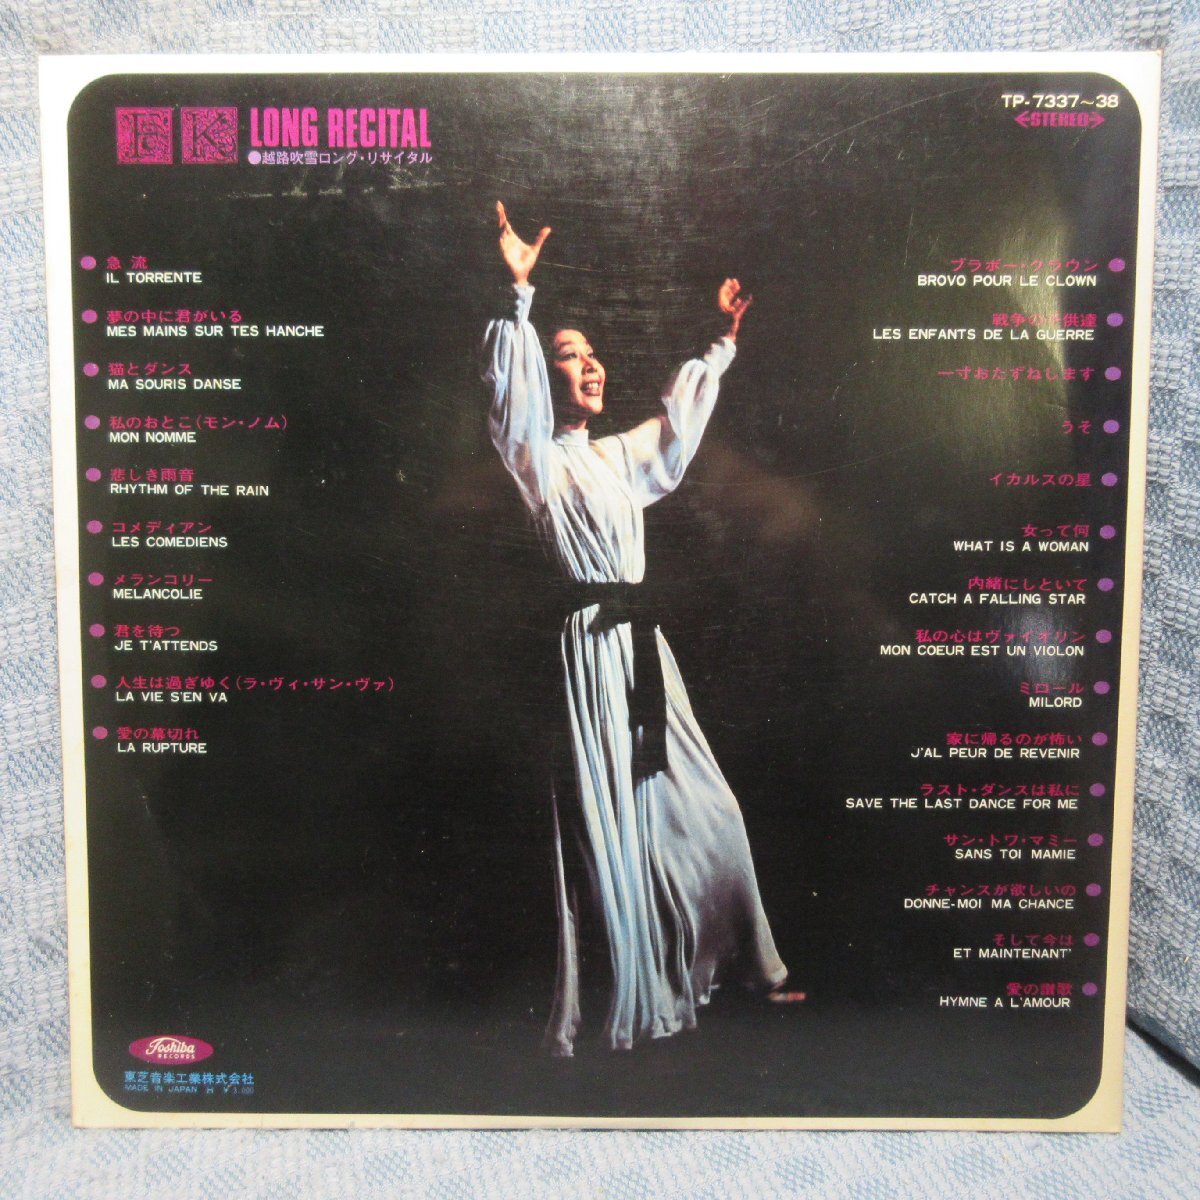 F K LONG RECITAL
●越路吹雪ロング・リサイタル
TP-7337~38
STEREO
急流
IL TORRENTE
夢の中に君がいる
MES MAINS SUR TES HANCHE
猫とダンス
MA SOURIS DANSE
私のおとこ(モン・ノム)
MON NOMME
悲しき雨音
RHYTHM OF THE RAIN
コメディアン
LES COMEDIENS
メランコリー
MELANCOLIE
君を待つ
JE T'ATTENDS
人生は過ぎゆく(ラ・ヴィ・サン・ヴァ)
LA VIE S'EN VA
愛の幕切れ
LA RUPTURE
ブラボー・クラウン
BROVO POUR LE CLOWN
戦争の子供達
LES ENFANTS DE LA GUERRE
一寸おたずねします
うそ
イカルスの星
女って何
WHAT IS A WOMAN
内緒にしといて
CATCH A FALLING STAR
私の心はヴァイオリン
MON COEUR EST UN VIOLON
ミロール
MILORD
家に帰るのが怖い
J'AL PEUR DE REVENIR
ラスト・ダンスは私に
SAVE THE LAST DANCE FOR ME
サン・トワ・マミー
SANS TOI MAMIE
チャンスが欲しいの
DONNE-MOI MA CHANCE
そして今は
ET MAINTENANT'
愛の讃歌
HYMNE A L'AMOUR
Toshiba
RECORDS
東芝音楽工業株式会社
MADE IN JAPAN H ¥3,000